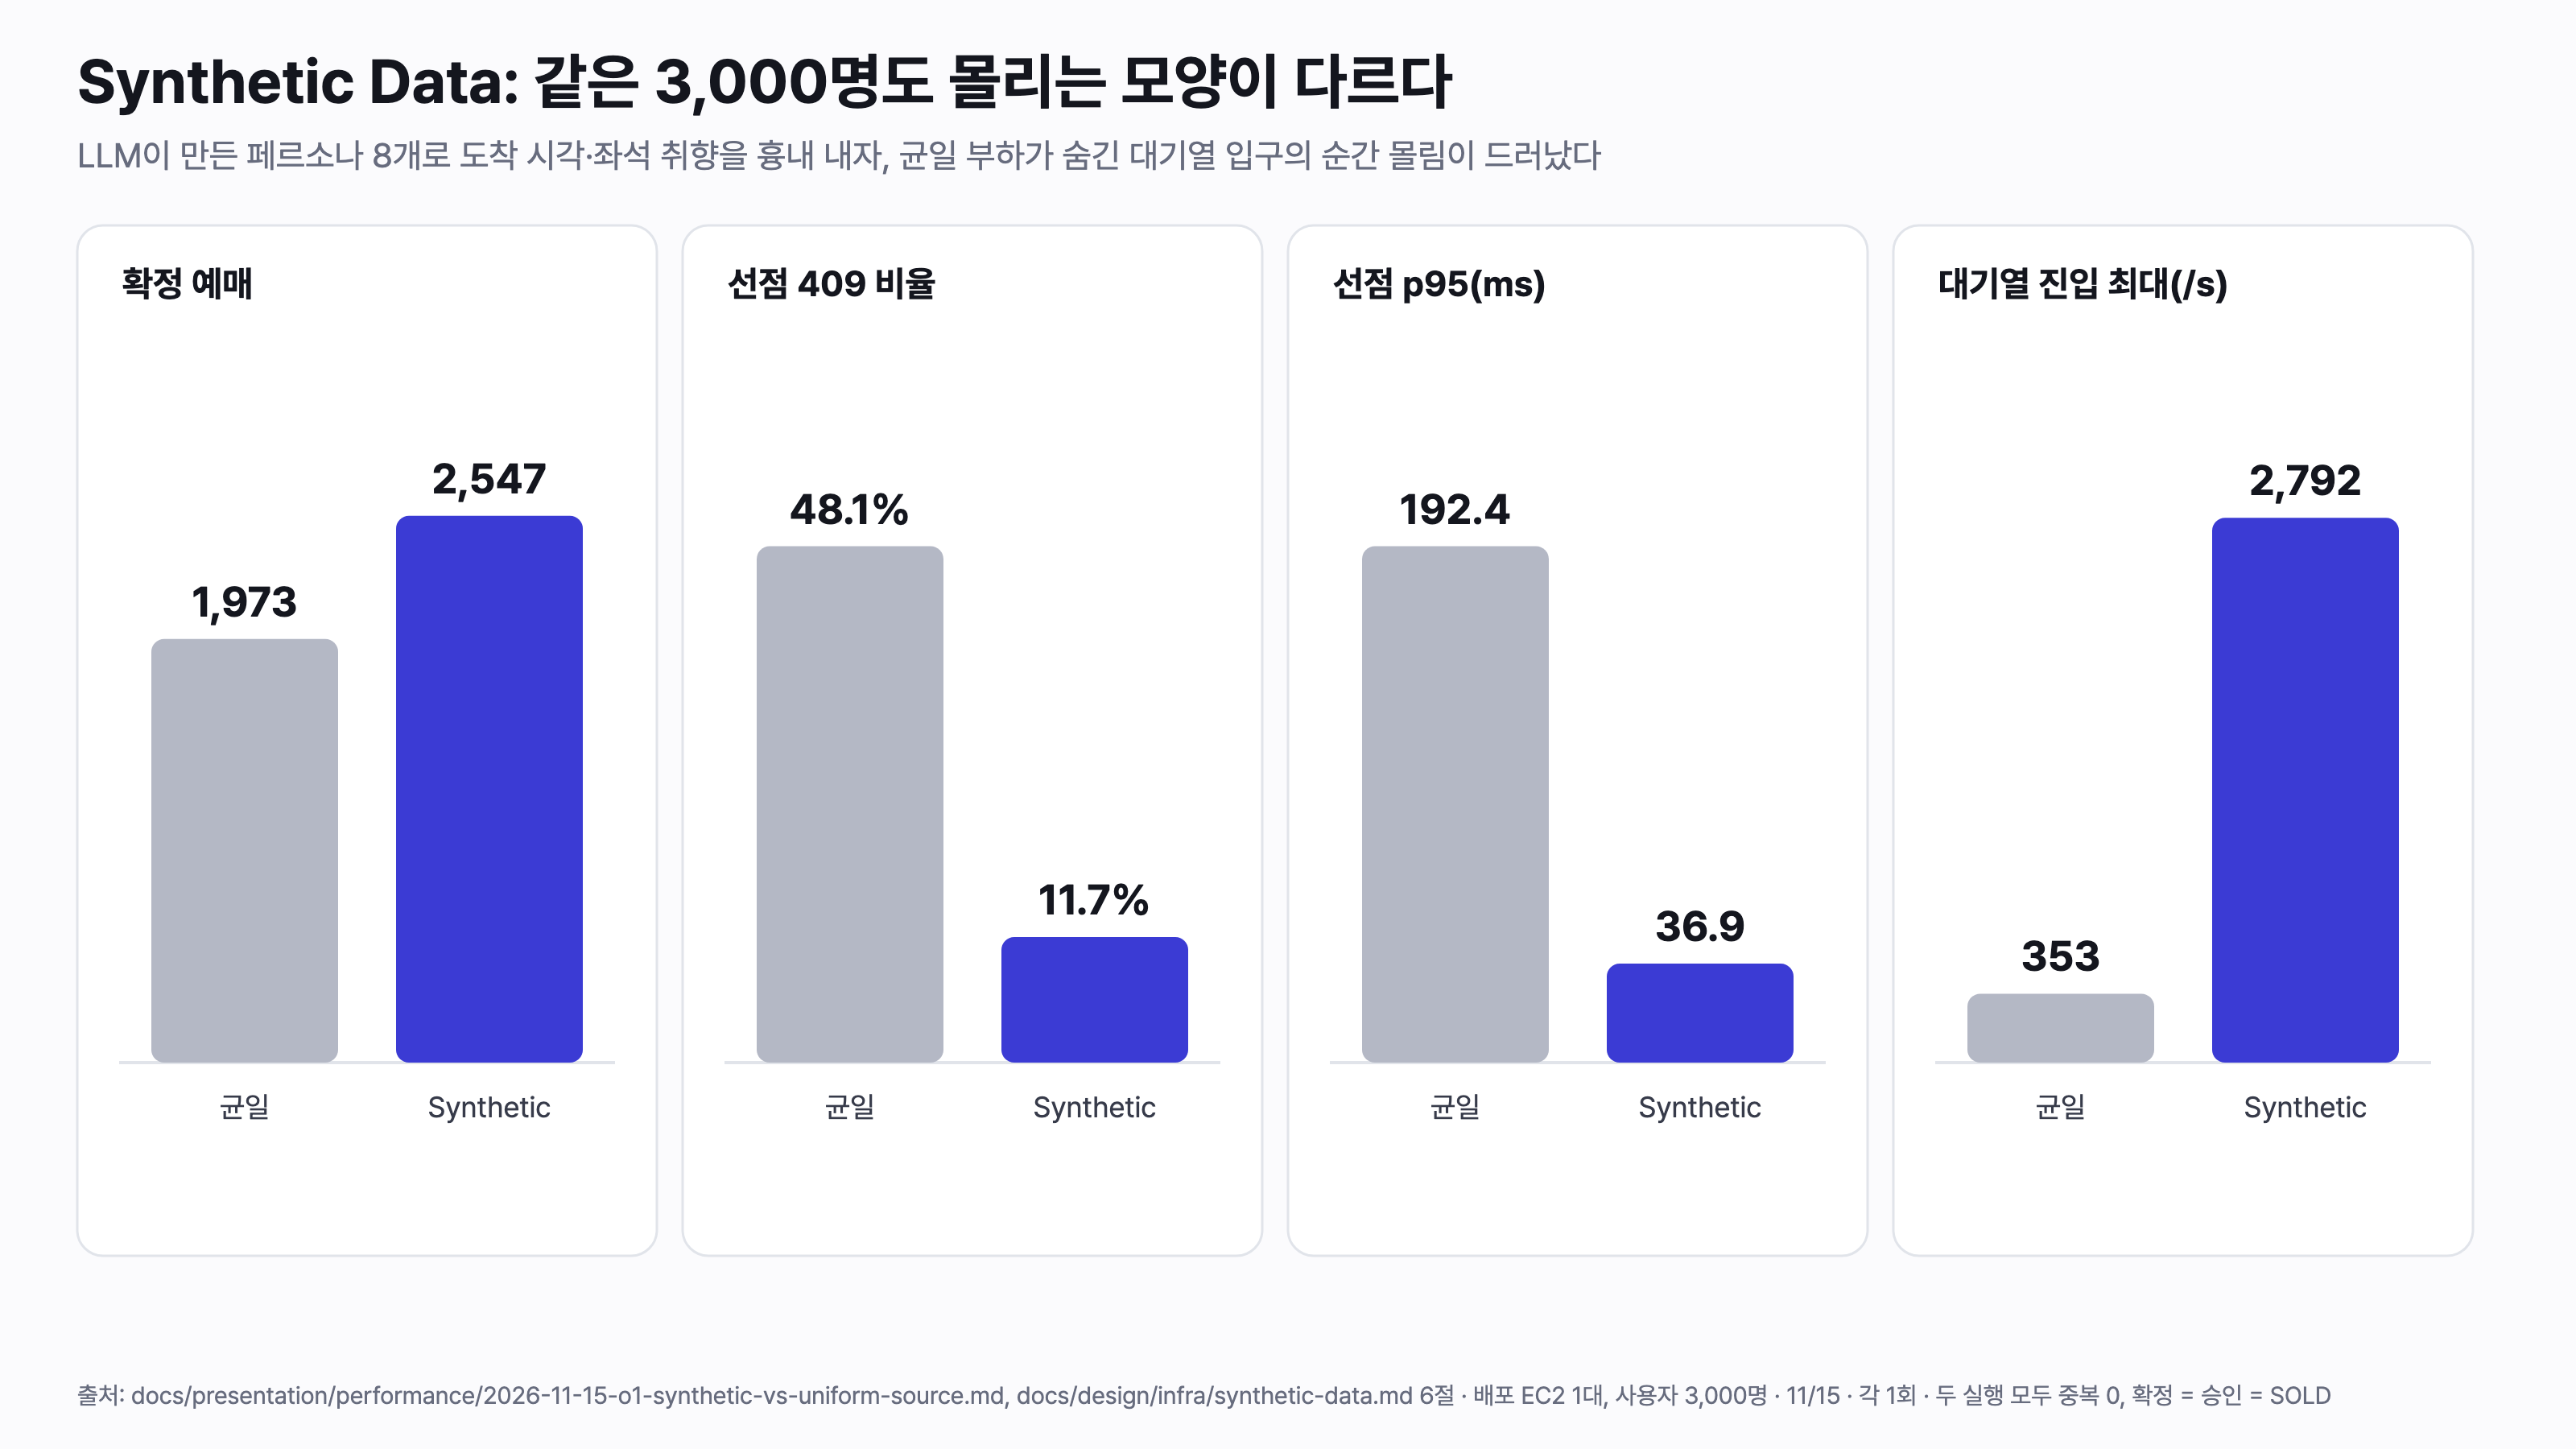 Synthetic Data: 같은 3,000명도 몰리는 모양이 다르다
LLM이 만든 페르소나 8개로 도착 시각·좌석 취향을 흉내 내자, 균일 부하가 숨긴 대기열 입구의 순간 몰림이 드러났다
확정 예매
1,973
2,547
균일
Synthetic
선점 409 비율
48.1%
11.7%
균일
Synthetic
선점 p95(ms)
192.4
36.9
균일
Synthetic
대기열 진입 최대(/s)
353
2,792
균일
Synthetic
출처: docs/presentation/performance/2026-11-15-o1-synthetic-vs-uniform-source.md, docs/design/infra/synthetic-data.md 6절 · 배포 EC2 1대, 사용자 3,000명 · 11/15 · 각 1회 · 두 실행 모두 중복 0, 확정 = 승인 = SOLD